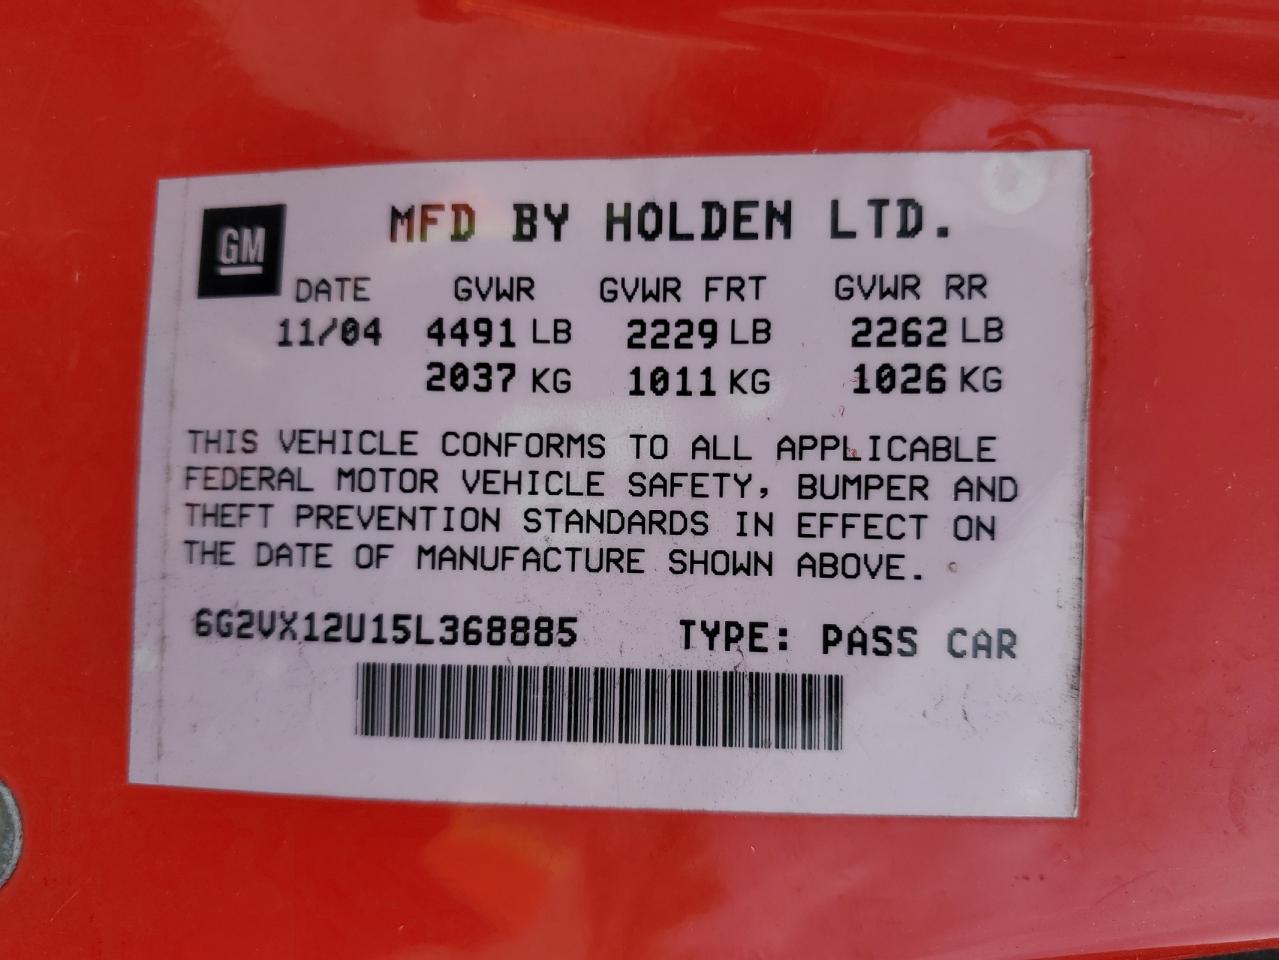 GM
MFD BY HOLDEN LTD.
DATE GVWR GVWR FRT GVWR RR
11/04 4491 LB 2229 LB 2262 LB
2037 KG 1011 KG 1026 KG
THIS VEHICLE CONFORMS TO ALL APPLICABLE
FEDERAL MOTOR VEHICLE SAFETY, BUMPER AND
THEFT PREVENTION STANDARDS IN EFFECT ON
THE DATE OF MANUFACTURE SHOWN ABOVE.
6G2VX12U15L368885 TYPE: PASS CAR